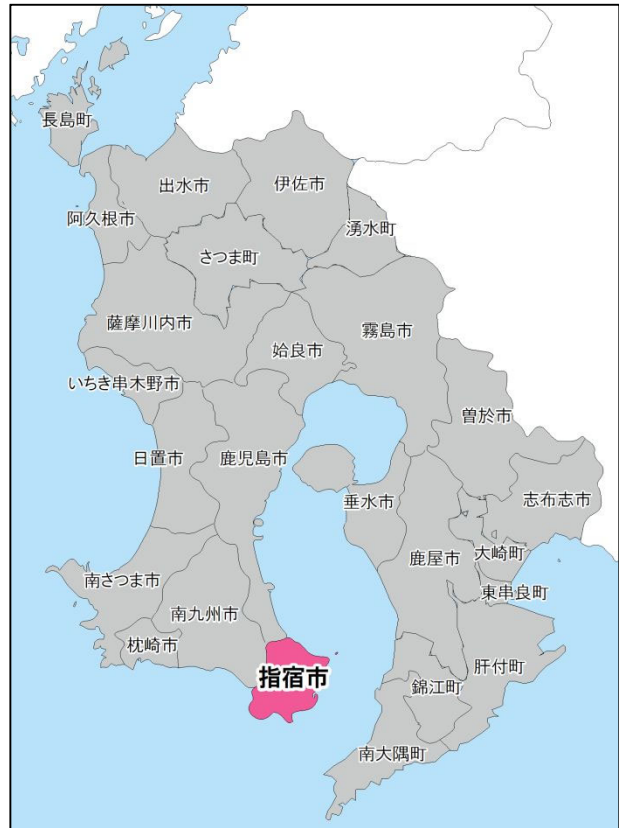 長島町
出水市
伊佐市
阿久根市
湧水町
さつま町
薩摩川内市
霧島市
姶良市
いちき串木野市
曽於市
日置市
鹿児島市
志布志市
垂水市
鹿屋市
大崎町
南さつま市
東串良町
南九州市
枕崎市
肝付町
指宿市
錦江町
南大隅町